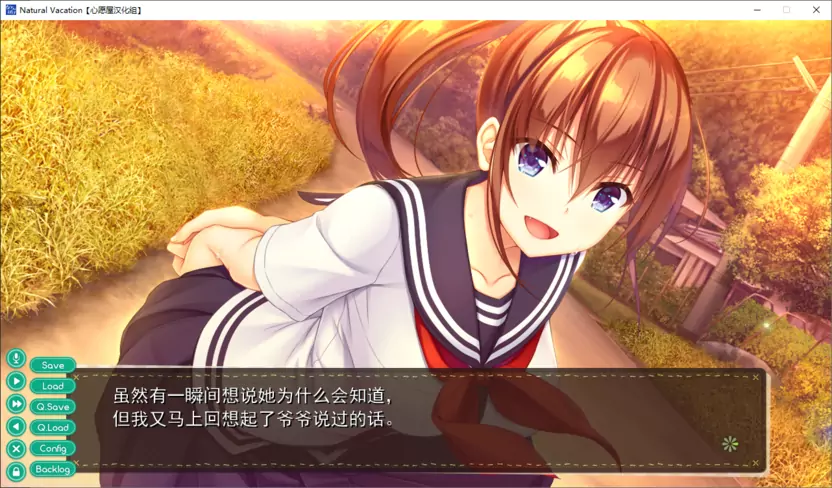 Natural Vacation【心愿屋汉化组】
Save
Load
Q.Save
Q.Load
Config
Backlog
虽然有一瞬间想说她为什么会知道，
但我又马上回想起了爷爷说过的话。